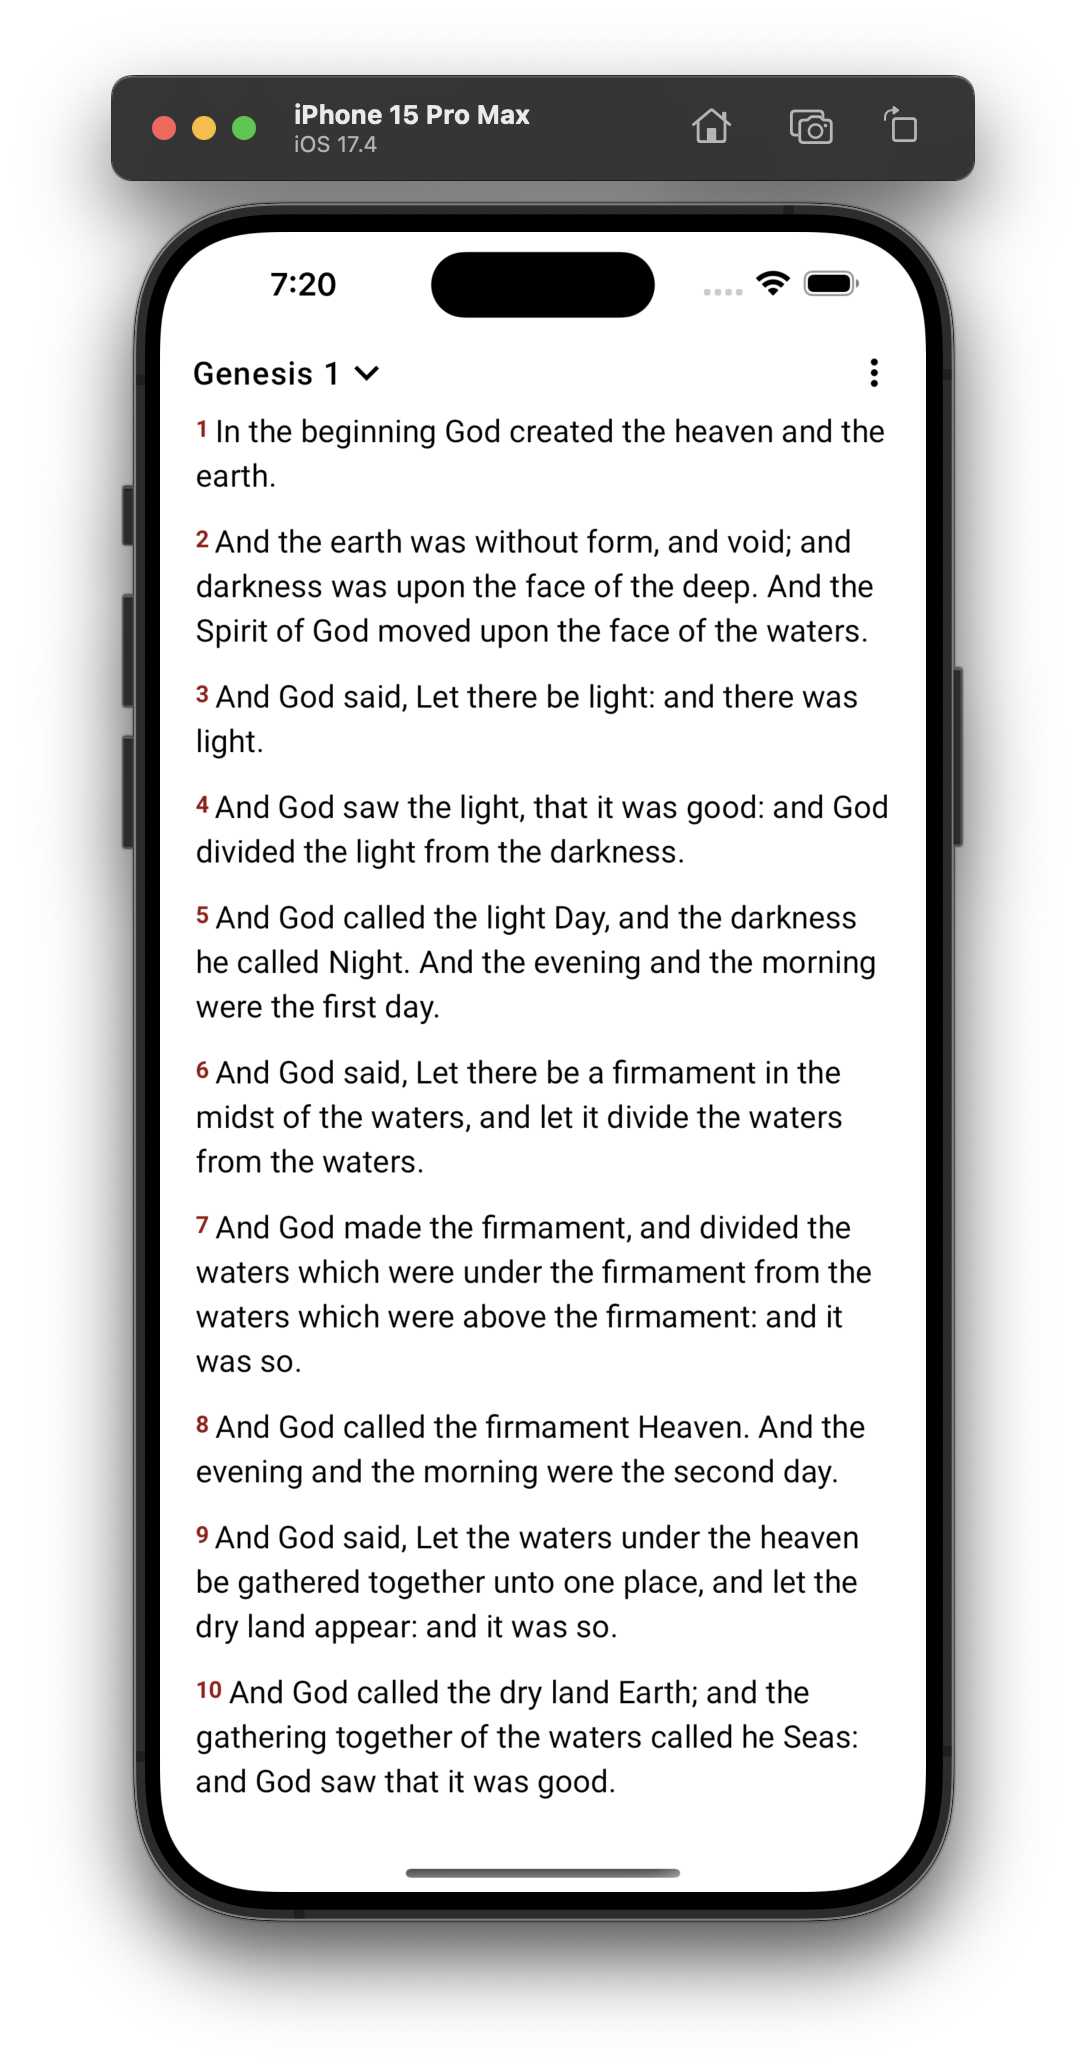 iPhone 15 Pro Max
iOS 17.4
7:20
Genesis 1
1 In the beginning God created the heaven and the
earth.
2 And the earth was without form, and void; and
darkness was upon the face of the deep. And the
Spirit of God moved upon the face of the waters.
3 And God said, Let there be light: and there was
light.
4 And God saw the light, that it was good: and God
divided the light from the darkness.
5 And God called the light Day, and the darkness
he called Night. And the evening and the morning
were the first day.
6 And God said, Let there be a firmament in the
midst of the waters, and let it divide the waters
from the waters.
7 And God made the firmament, and divided the
waters which were under the firmament from the
waters which were above the firmament: and it
was so.
8 And God called the firmament Heaven. And the
evening and the morning were the second day.
9 And God said, Let the waters under the heaven
be gathered together unto one place, and let the
dry land appear: and it was so.
10 And God called the dry land Earth; and the
gathering together of the waters called he Seas:
and God saw that it was good.